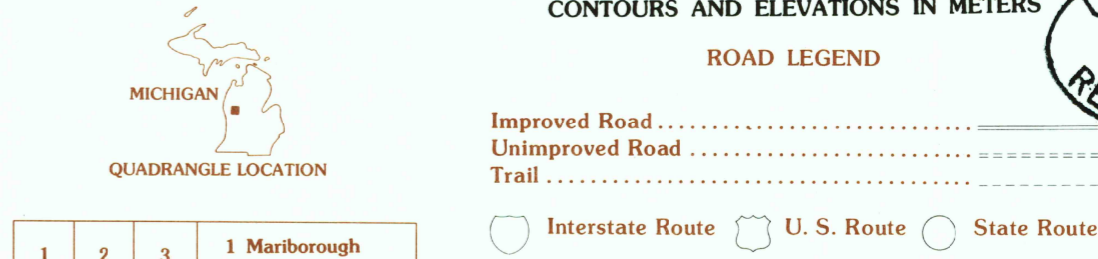 CONTOURS AND ELEVATIONS IN METERS
ROAD LEGEND
MICHIGAN
QUADRANGLE LOCATION
Improved Road
Unimproved Road
Trail
Interstate Route U. S. Route State Route
1 2 3 1 Mariborough